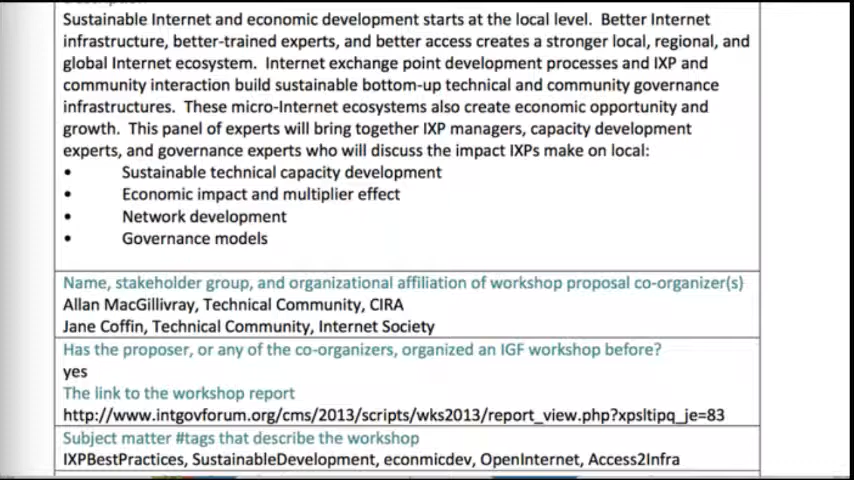 Sustainable Internet and economic development starts at the local level.  Better Internet
infrastructure, better-trained experts, and better access creates a stronger local, regional, and
global Internet ecosystem.  Internet exchange point development processes and IXP and
community interaction build sustainable bottom-up technical and community governance
infrastructures.  These micro-Internet ecosystems also create economic opportunity and
growth.  This panel of experts will bring together IXP managers, capacity development
experts, and governance experts who will discuss the impact IXPs make on local:
• Sustainable technical capacity development
• Economic impact and multiplier effect
• Network development
• Governance models
Name, stakeholder group, and organizational affiliation of workshop proposal co-organizer(s)
Allan MacGillivray, Technical Community, CIRA
Jane Coffin, Technical Community, Internet Society
Has the proposer, or any of the co-organizers, organized an IGF workshop before?
yes
The link to the workshop report
http://www.intgovforum.org/cms/2013/scripts/wks2013/report_view.php?xpsltipq_je=83
Subject matter #tags that describe the workshop
IXPBestPractices, SustainableDevelopment, econmicdev, OpenInternet, Access2Infra